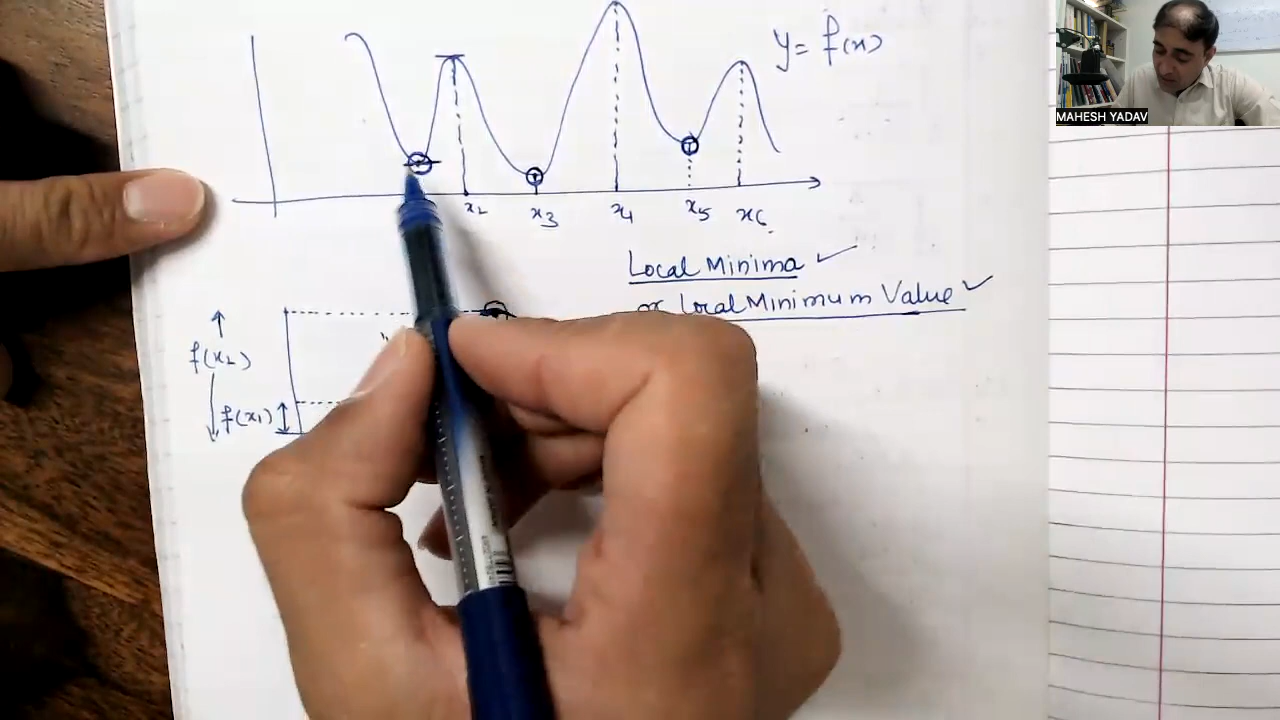 y = f(x)
MAHESH YADAV
x₂ x₃ x₄ x₅ x₆
Local Minima ✓
or Local Minimum Value ✓
f(x₂)
f(x₁)